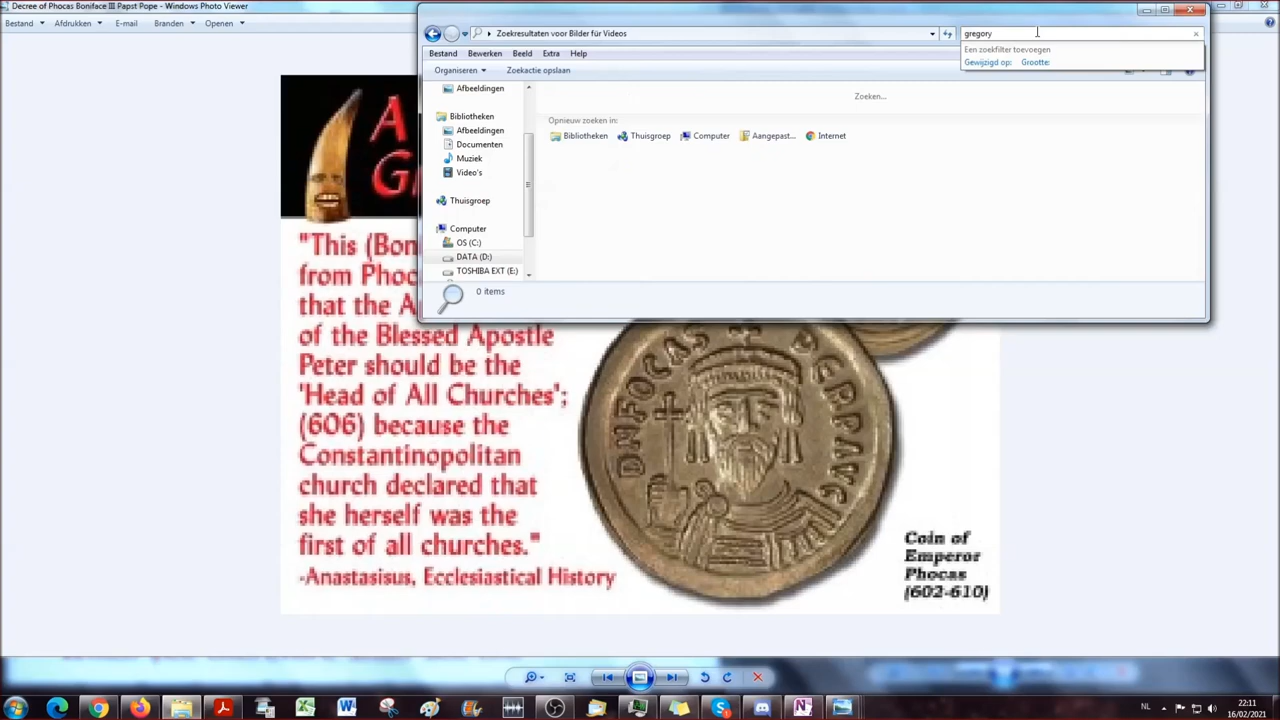 Decree of Phocas Boniface III Papst Pope - Windows Photo Viewer
Bestand Afdrukken E-mail Branden Openen
Zoekresultaten voor Bilder für Videos
gregory
Een zoekfilter toevoegen
Gewijzigd op: Grootte:
Bestand Bewerken Beeld Extra Help
Organiseren Zoekactie opslaan
Afbeeldingen
Bibliotheken
Afbeeldingen
Documenten
Muziek
Video's
Thuisgroep
Computer
OS (C:)
DATA (D:)
TOSHIBA EXT (E:)
Zoeken...
Opnieuw zoeken in:
Bibliotheken Thuisgroep Computer Aangepast... Internet
0 items
A
"This (Bon
from Phoc
that the A
of the Blessed Apostle
Peter should be the
'Head of All Churches';
(606) because the
Constantinopolitan
church declared that
she herself was the
first of all churches."
-Anastasisus, Ecclesiastical History
Coin of
Emperor
Phocas
(602-610)
NL
22:11
16/02/2021